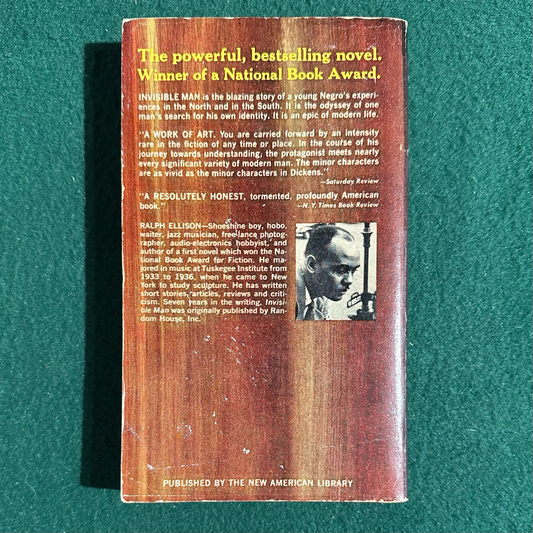 The powerful, bestselling novel.
Winner of a National Book Award.
INVISIBLE MAN is the blazing story of a young Negro's experi-
ences in the North and in the South. It is the odyssey of one
man's search for his own identity. It is an epic of modern life.
"A WORK OF ART. You are carried forward by an intensity
rare in the fiction of any time or place. In the course of his
journey towards understanding, the protagonist meets nearly
every significant variety of modern man. The minor characters
are as vivid as the minor characters in Dickens."
—Saturday Review
"A RESOLUTELY HONEST, tormented, profoundly American
book."
—N.Y. Times Book Review
RALPH ELLISON—Shoeshine boy, hobo,
waiter, jazz musician, free-lance photog-
rapher, audio-electronics hobbyist, and
author of a first novel which won the Na-
tional Book Award for Fiction. He ma-
jored in music at Tuskegee Institute from
1933 to 1936, when he came to New
York to study sculpture. He has written
short stories, articles, reviews and criti-
cism. Seven years in the writing, Invisi-
ble Man was originally published by Ran-
dom House, Inc.
PUBLISHED BY THE NEW AMERICAN LIBRARY